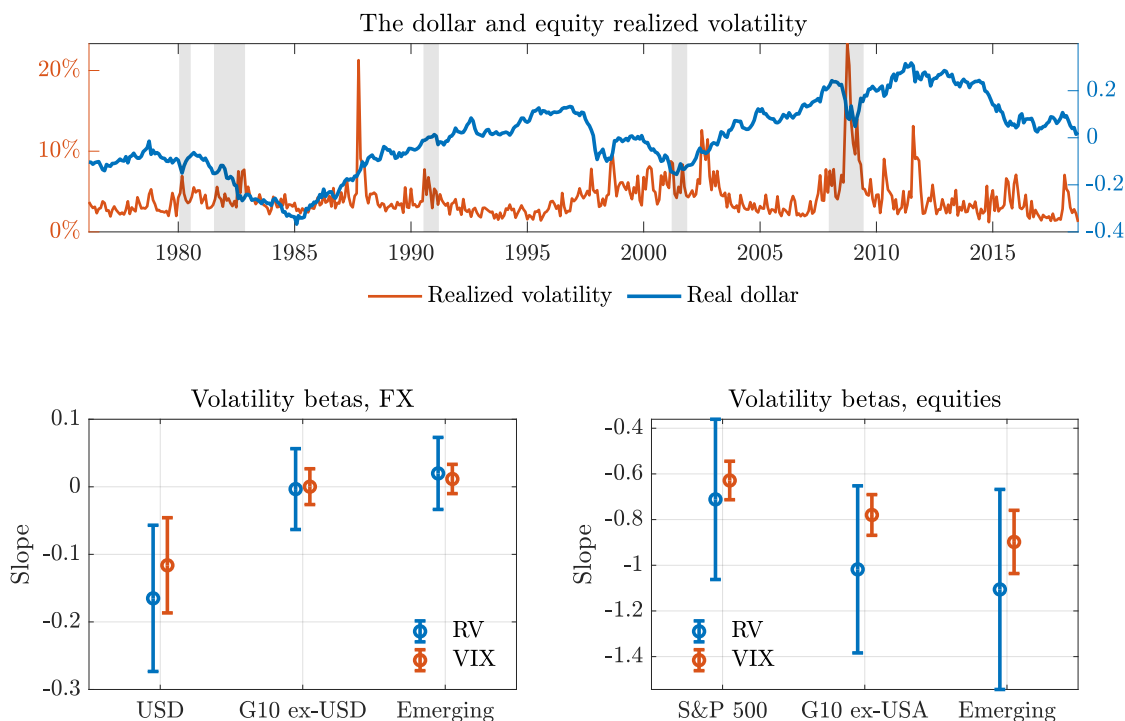 The dollar and equity realized volatility
20%
10%
0%
0.2
0
-0.2
-0.4
1980 1985 1990 1995 2000 2005 2010 2015
Realized volatility Real dollar
Volatility betas, FX
0.1
0
-0.1
-0.2
-0.3
Slope
RV
VIX
USD G10 ex-USD Emerging
Volatility betas, equities
-0.4
-0.6
-0.8
-1
-1.2
-1.4
Slope
RV
VIX
S&P 500 G10 ex-USA Emerging